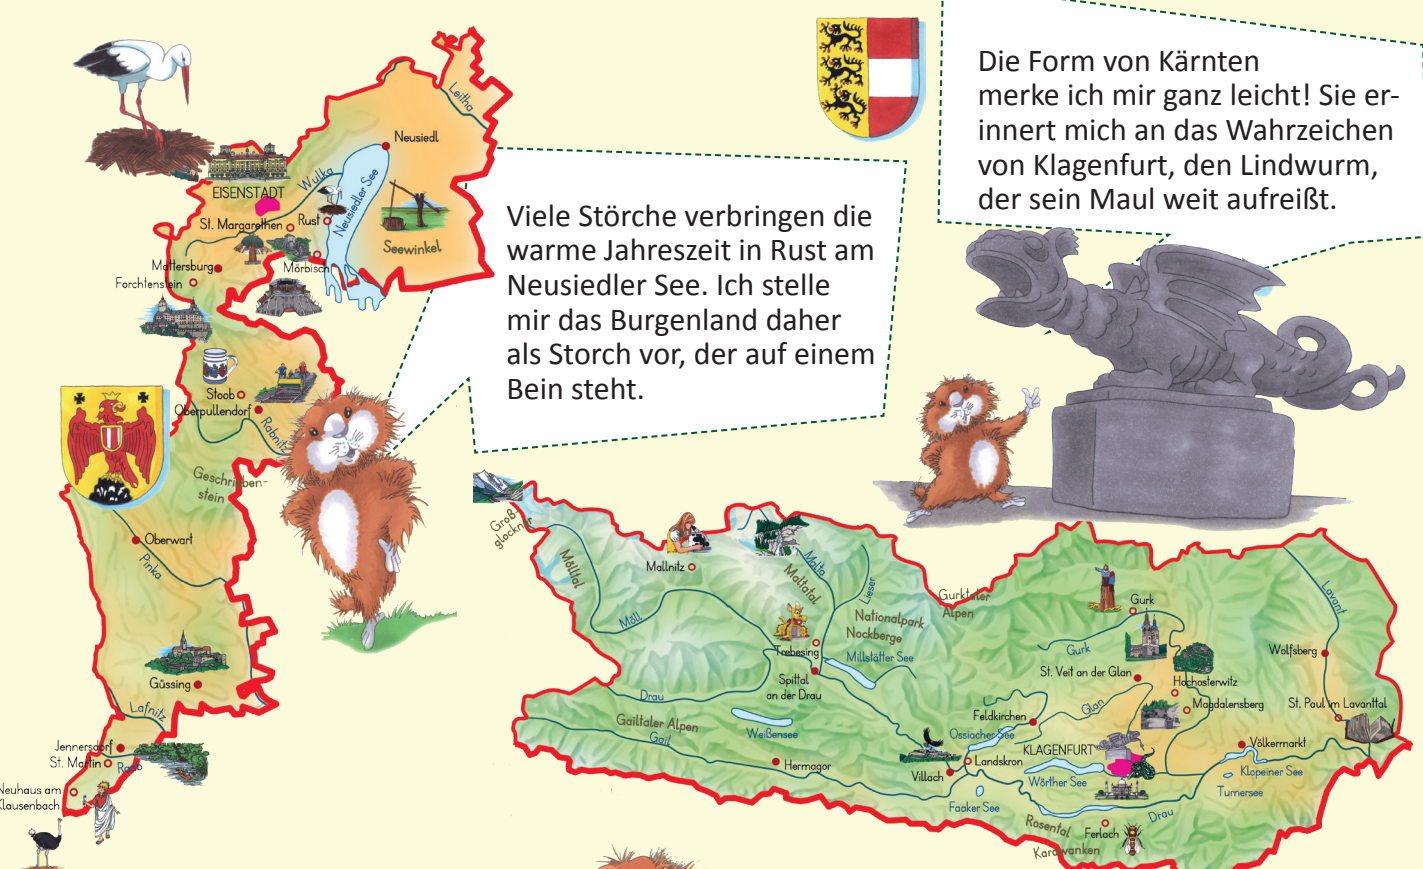 Die Form von Kärnten
merke ich mir ganz leicht! Sie er-
innert mich an das Wahrzeichen
von Klagenfurt, den Lindwurm,
der sein Maul weit aufreißt.
Viele Störche verbringen die
warme Jahreszeit in Rust am
Neusiedler See. Ich stelle
mir das Burgenland daher
als Storch vor, der auf einem
Bein steht.
Leitha
Neusiedl
EISENSTADT
Wulka
Neusiedler See
St. Margarethen
Rust
Seewinkel
Mattersburg
Mörbisch
Forchtenstein
Stoob
Oberpullendorf
Rabnitz
Geschrieben-
stein
Oberwart
Pinka
Güssing
Lafnitz
Jennersdorf
St. Martin
Raab
Neuhaus am
Klausenbach
Groß-
glockner
Mölltal
Möll
Mallnitz
Malta
Maltatal
Lieser
Nationalpark
Nockberge
Gurktaler
Alpen
Gurk
Gurk
Lavant
Trebesing
Millstätter See
Spittal
an der Drau
St. Veit an der Glan
Hochosterwitz
Wolfsberg
Drau
Glan
Magdalensberg
St. Paul im Lavanttal
Gailtaler Alpen
Gail
Weißensee
Feldkirchen
Ossiacher See
KLAGENFURT
Völkermarkt
Hermagor
Villach
Landskron
Wörther See
Klopeiner See
Turnersee
Faaker See
Drau
Rosental
Ferlach
Karawanken